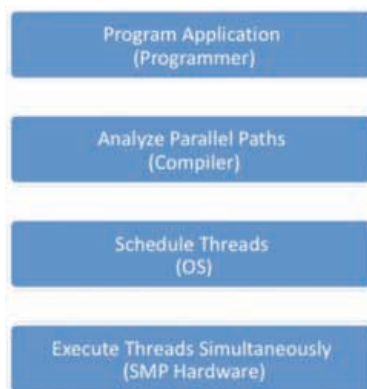 Program Application
(Programmer)
Analyze Parallel Paths
(Compiler)
Schedule Threads
(OS)
Execute Threads Simultaneously
(SMP Hardware)